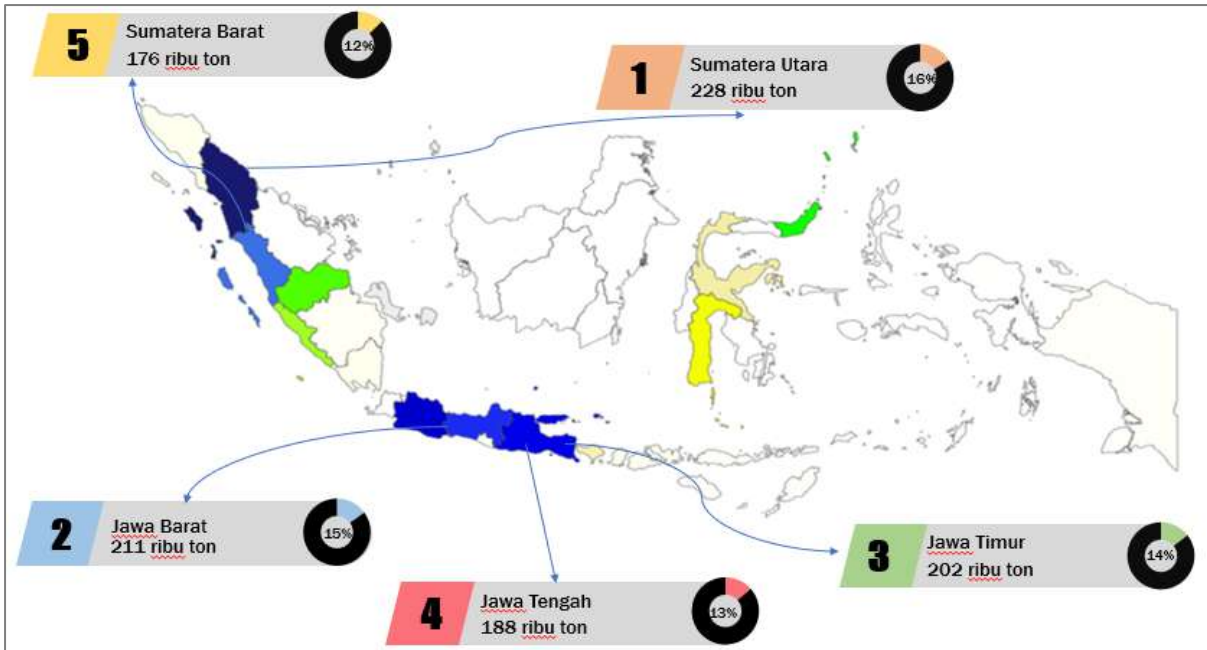 5
Sumatera Barat
176 ribu ton
12%
1
Sumatera Utara
228 ribu ton
16%
2
Jawa Barat
211 ribu ton
15%
3
Jawa Timur
202 ribu ton
14%
4
Jawa Tengah
188 ribu ton
13%